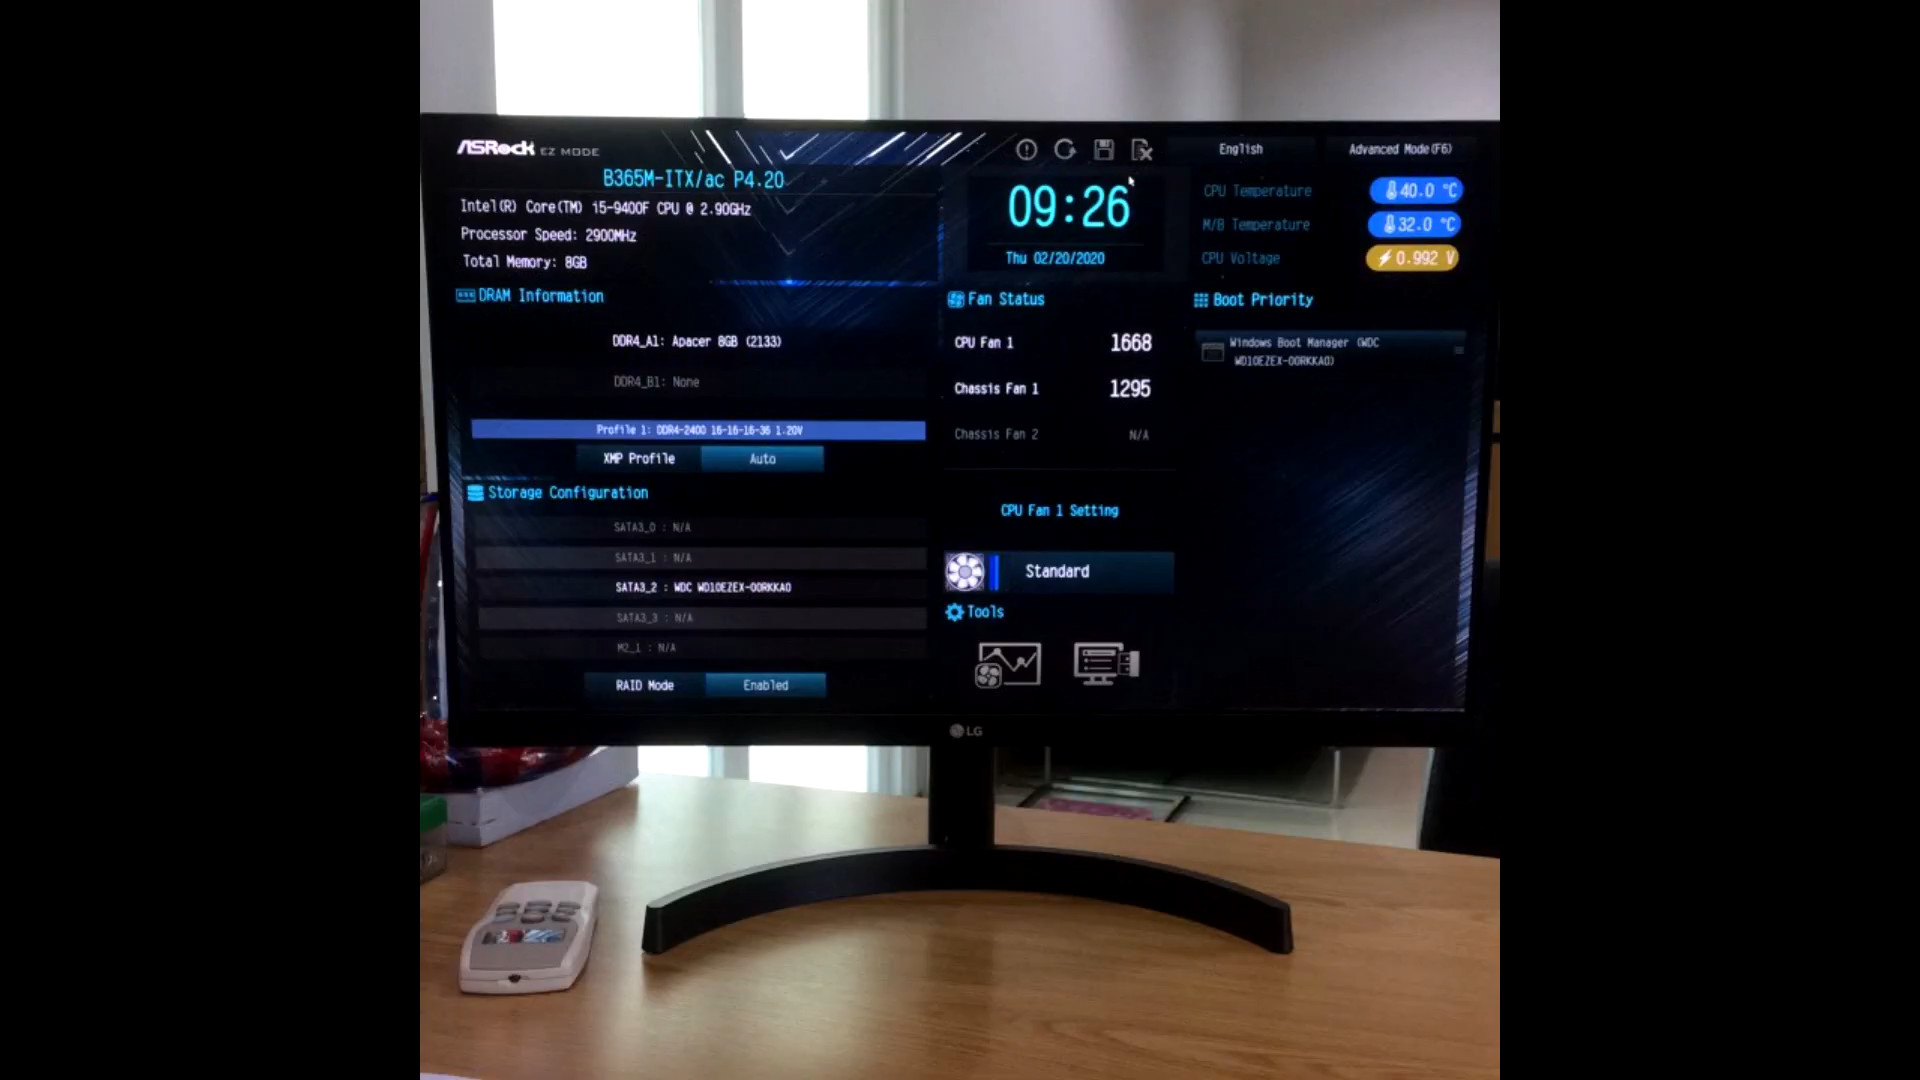 ASRock EZ MODE
English
Advanced Mode(F6)
B365M-ITX/ac P4.20
Intel(R) Core(TM) i5-9400F CPU @ 2.90GHz
Processor Speed: 2900MHz
Total Memory: 8GB
09:26
Thu 02/20/2020
CPU Temperature 40.0 °C
M/B Temperature 32.0 °C
CPU Voltage 0.992 V
DRAM Information
DDR4_A1: Apacer 8GB (2133)
DDR4_B1: None
Profile 1: DDR4-2400 16-16-16-36 1.20V
XMP Profile Auto
Storage Configuration
SATA3_0 : N/A
SATA3_1 : N/A
SATA3_2 : WDC WD10EZEX-00RKKA0
SATA3_3 : N/A
M2_1 : N/A
RAID Mode Enabled
Fan Status
CPU Fan 1 1668
Chassis Fan 1 1295
Chassis Fan 2 N/A
CPU Fan 1 Setting
Standard
Tools
Boot Priority
Windows Boot Manager (WDC
WD10EZEX-00RKKA0)
LG